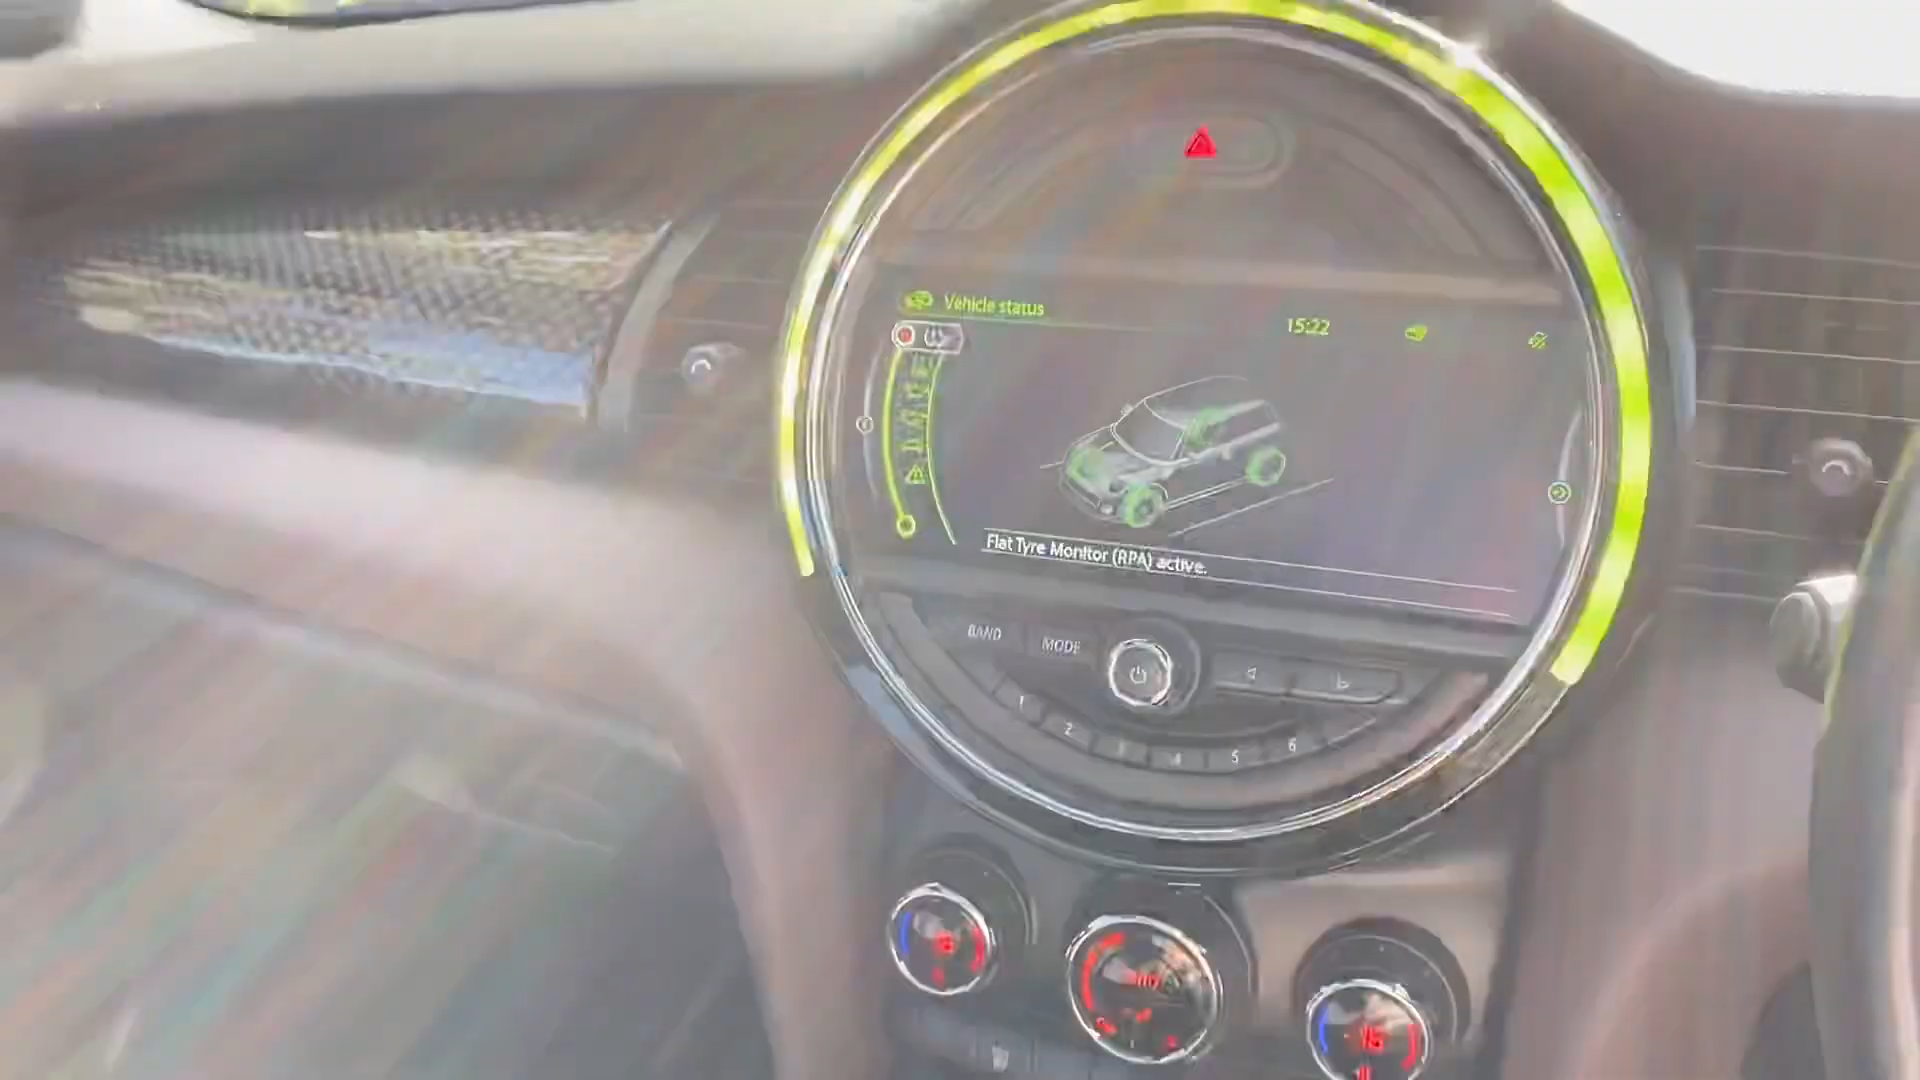 Vehicle status
15:22
Flat Tyre Monitor (RPA) active.
BAND
MODE
1
2
3
4
5
6